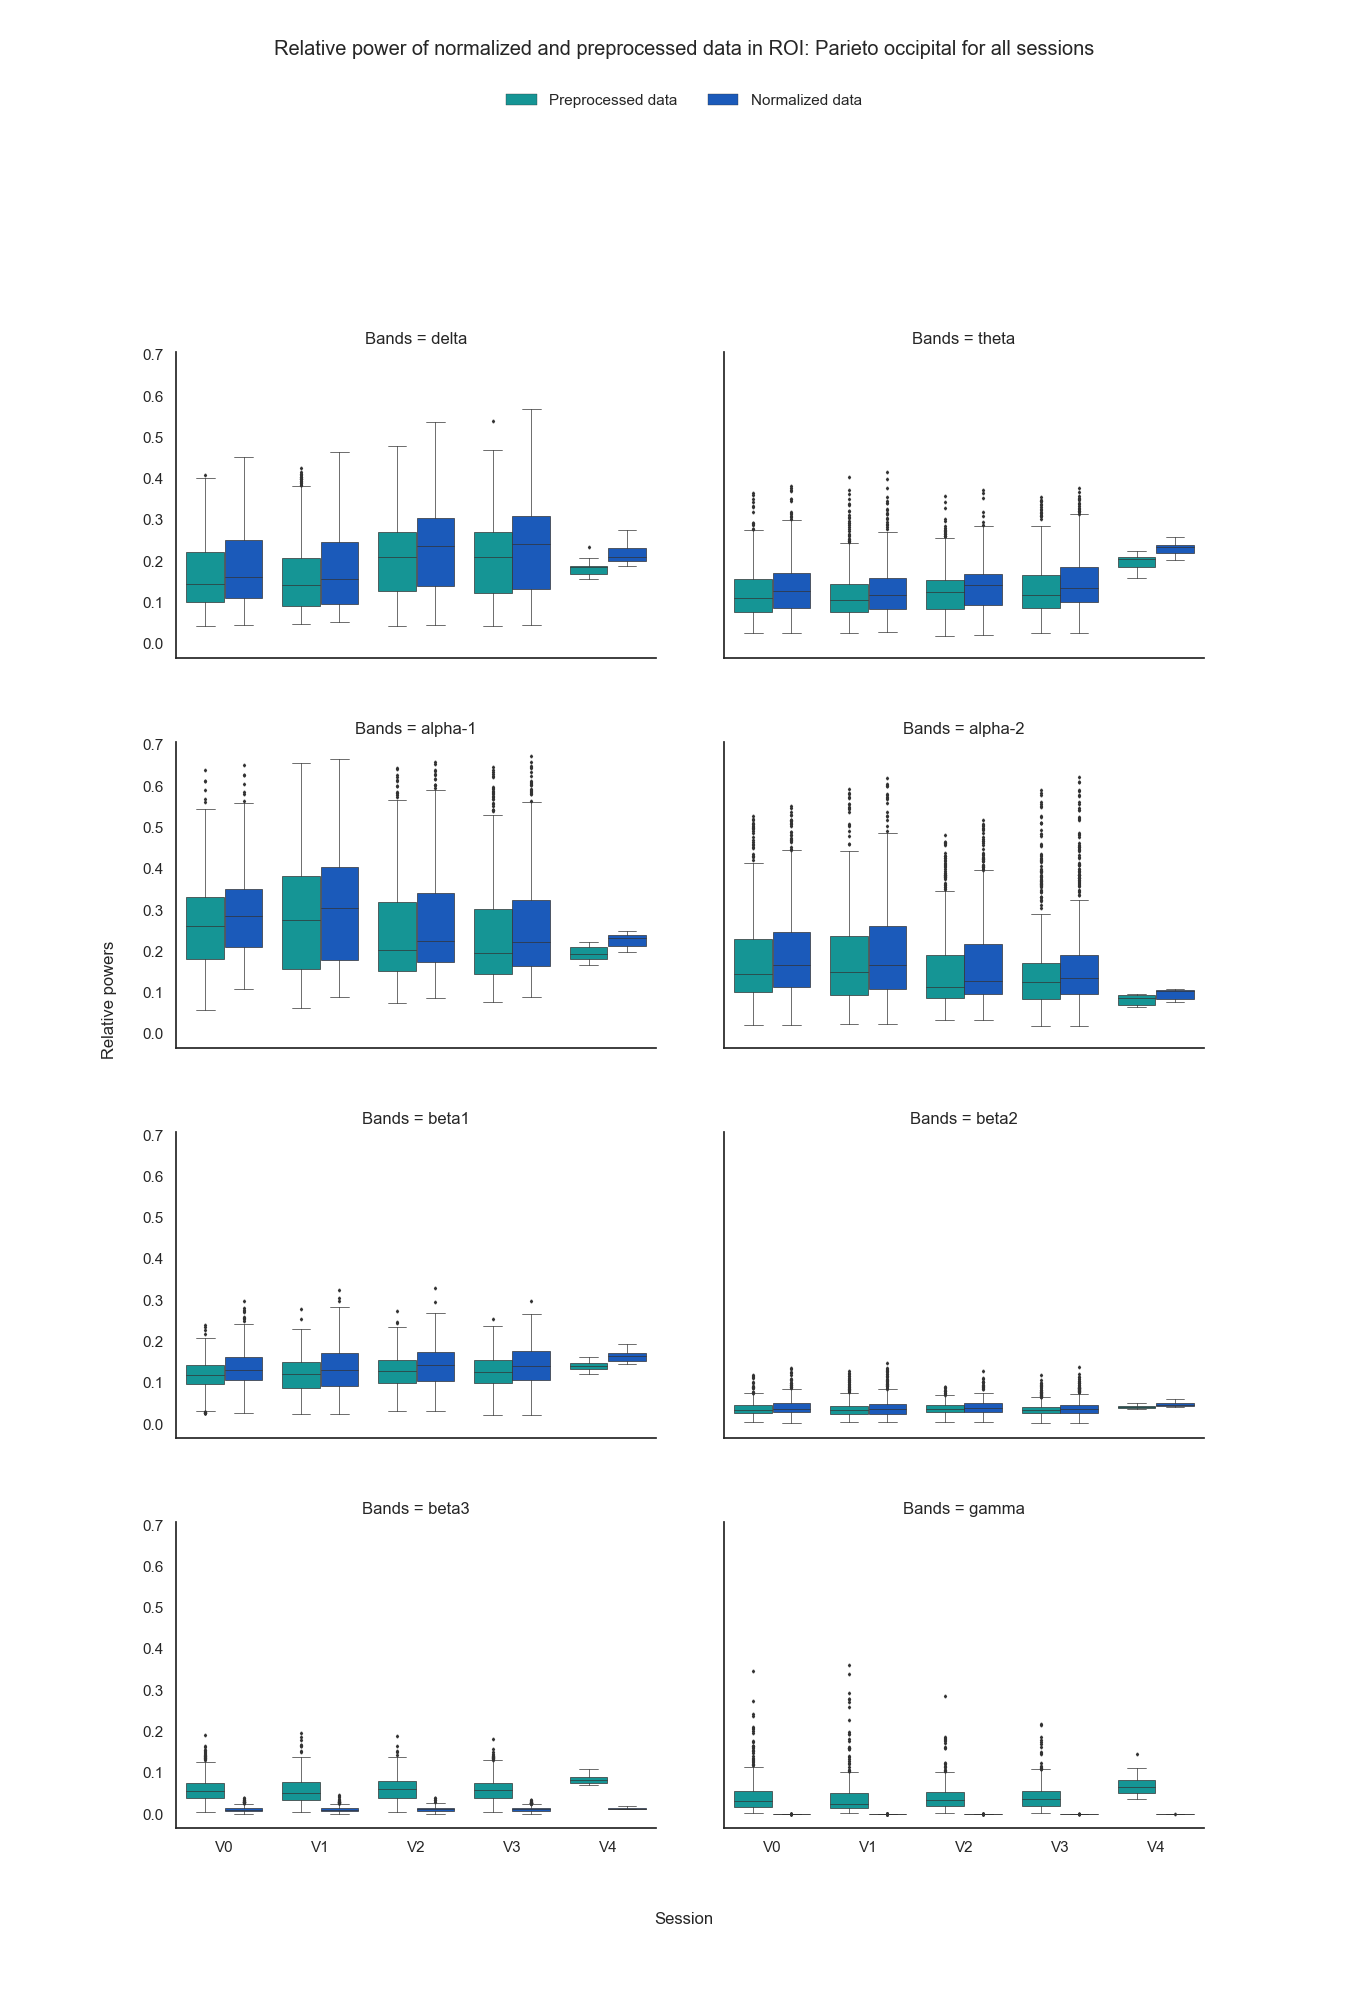 Relative power of normalized and preprocessed data in ROI: Parieto occipital for all sessions
Preprocessed data
Normalized data
Bands = delta
Bands = theta
0.7
0.6
0.5
0.4
0.3
0.2
0.1
0.0
Bands = alpha-1
Bands = alpha-2
0.7
0.6
0.5
0.4
0.3
0.2
0.1
0.0
Relative powers
Bands = beta1
Bands = beta2
0.7
0.6
0.5
0.4
0.3
0.2
0.1
0.0
Bands = beta3
Bands = gamma
0.7
0.6
0.5
0.4
0.3
0.2
0.1
0.0
V0 V1 V2 V3 V4
V0 V1 V2 V3 V4
Session